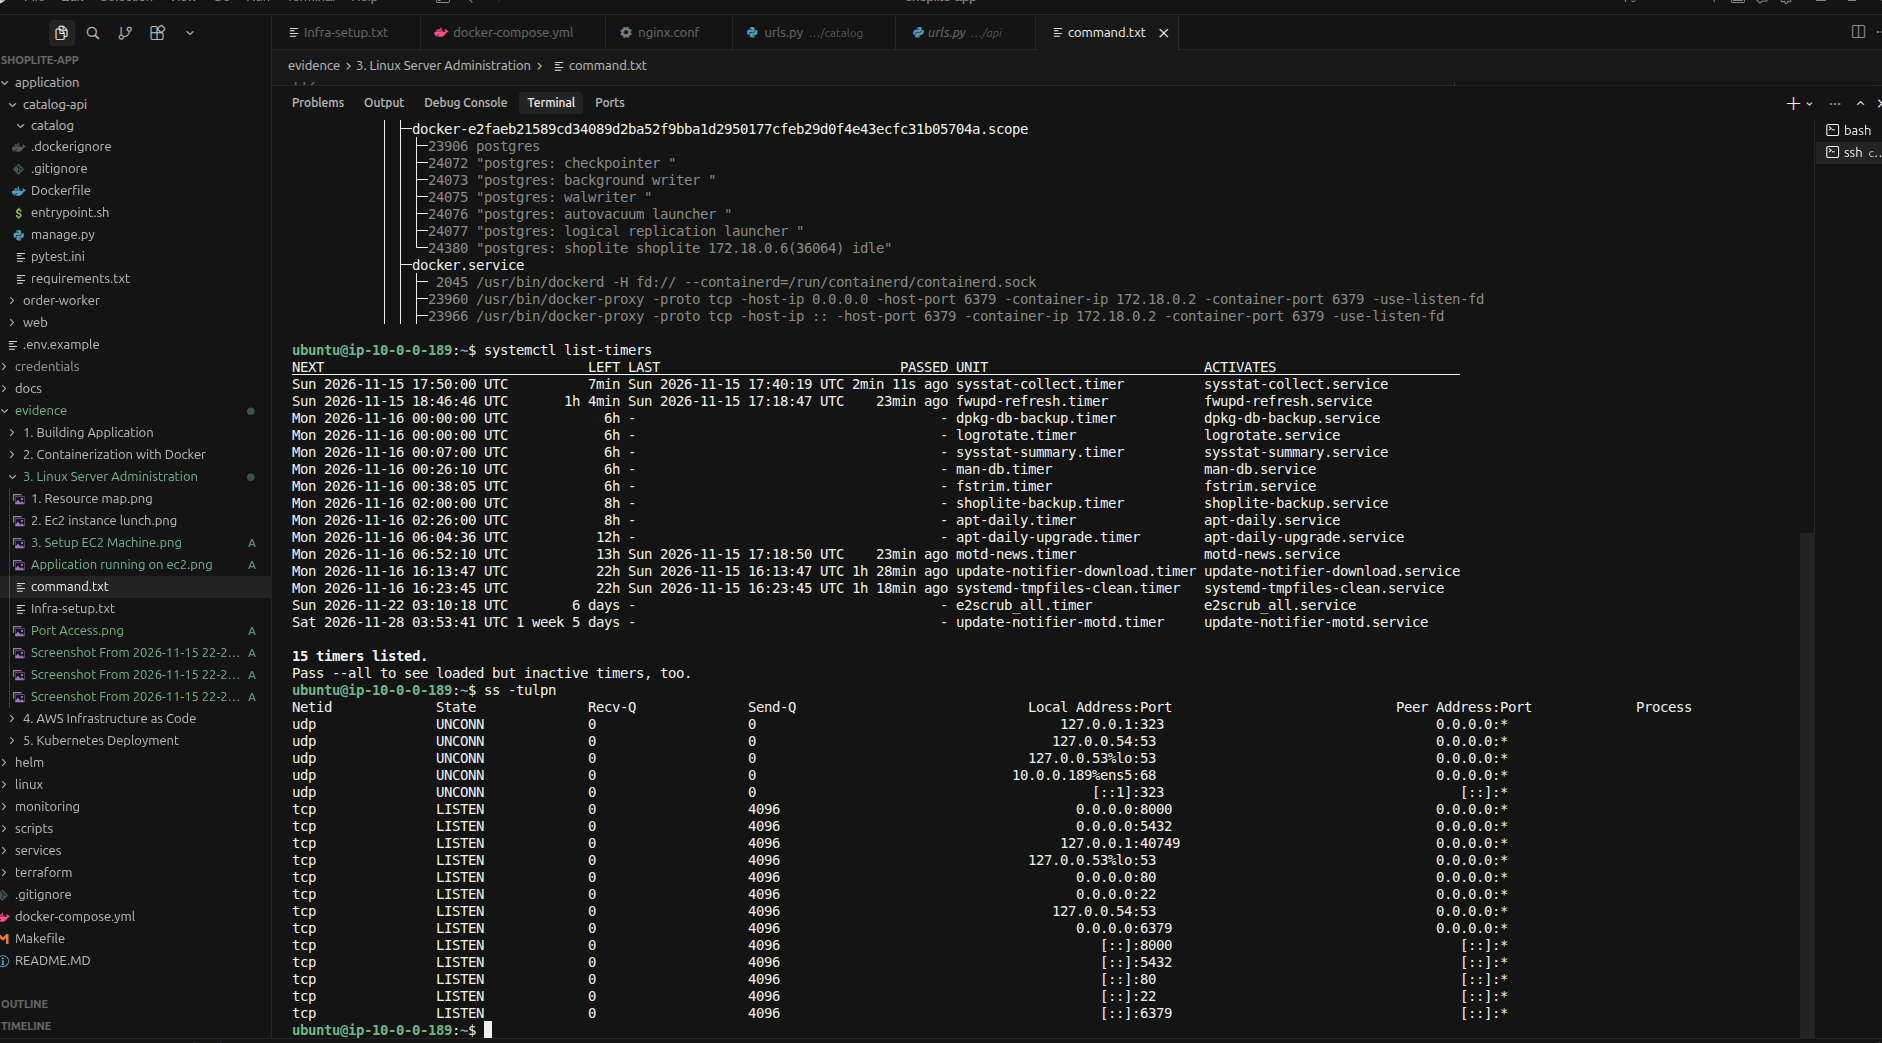 Infra-setup.txt docker-compose.yml nginx.conf urls.py .../catalog urls.py .../api command.txt
SHOPLITE-APP
evidence > 3. Linux Server Administration > command.txt
application
catalog-api
catalog
.dockerignore
.gitignore
Dockerfile
entrypoint.sh
manage.py
pytest.ini
requirements.txt
order-worker
web
.env.example
credentials
docs
evidence
1. Building Application
2. Containerization with Docker
3. Linux Server Administration
1. Resource map.png
2. Ec2 instance lunch.png
3. Setup EC2 Machine.png A
Application running on ec2.png A
command.txt
Infra-setup.txt
Port Access.png A
Screenshot From 2026-11-15 22-2... A
Screenshot From 2026-11-15 22-2... A
Screenshot From 2026-11-15 22-2... A
4. AWS Infrastructure as Code
5. Kubernetes Deployment
helm
linux
monitoring
scripts
services
terraform
.gitignore
docker-compose.yml
Makefile
README.MD
OUTLINE
TIMELINE
Problems Output Debug Console Terminal Ports
bash
ssh c...
docker-e2faeb21589cd34089d2ba52f9bba1d2950177cfeb29d0f4e43ecfc31b05704a.scope
23906 postgres
24072 "postgres: checkpointer "
24073 "postgres: background writer "
24075 "postgres: walwriter "
24076 "postgres: autovacuum launcher "
24077 "postgres: logical replication launcher "
24380 "postgres: shoplite shoplite 172.18.0.6(36064) idle"
docker.service
2045 /usr/bin/dockerd -H fd:// --containerd=/run/containerd/containerd.sock
23960 /usr/bin/docker-proxy -proto tcp -host-ip 0.0.0.0 -host-port 6379 -container-ip 172.18.0.2 -container-port 6379 -use-listen-fd
23966 /usr/bin/docker-proxy -proto tcp -host-ip :: -host-port 6379 -container-ip 172.18.0.2 -container-port 6379 -use-listen-fd
ubuntu@ip-10-0-0-189:~$ systemctl list-timers
NEXT LEFT LAST PASSED UNIT ACTIVATES
Sun 2026-11-15 17:50:00 UTC 7min Sun 2026-11-15 17:40:19 UTC 2min 11s ago sysstat-collect.timer sysstat-collect.service
Sun 2026-11-15 18:46:46 UTC 1h 4min Sun 2026-11-15 17:18:47 UTC 23min ago fwupd-refresh.timer fwupd-refresh.service
Mon 2026-11-16 00:00:00 UTC 6h - - dpkg-db-backup.timer dpkg-db-backup.service
Mon 2026-11-16 00:00:00 UTC 6h - - logrotate.timer logrotate.service
Mon 2026-11-16 00:07:00 UTC 6h - - sysstat-summary.timer sysstat-summary.service
Mon 2026-11-16 00:26:10 UTC 6h - - man-db.timer man-db.service
Mon 2026-11-16 00:38:05 UTC 6h - - fstrim.timer fstrim.service
Mon 2026-11-16 02:00:00 UTC 8h - - shoplite-backup.timer shoplite-backup.service
Mon 2026-11-16 02:26:00 UTC 8h - - apt-daily.timer apt-daily.service
Mon 2026-11-16 06:04:36 UTC 12h - - apt-daily-upgrade.timer apt-daily-upgrade.service
Mon 2026-11-16 06:52:10 UTC 13h Sun 2026-11-15 17:18:50 UTC 23min ago motd-news.timer motd-news.service
Mon 2026-11-16 16:13:47 UTC 22h Sun 2026-11-15 16:13:47 UTC 1h 28min ago update-notifier-download.timer update-notifier-download.service
Mon 2026-11-16 16:23:45 UTC 22h Sun 2026-11-15 16:23:45 UTC 1h 18min ago systemd-tmpfiles-clean.timer systemd-tmpfiles-clean.service
Sun 2026-11-22 03:10:18 UTC 6 days - - e2scrub_all.timer e2scrub_all.service
Sat 2026-11-28 03:53:41 UTC 1 week 5 days - - update-notifier-motd.timer update-notifier-motd.service
15 timers listed.
Pass --all to see loaded but inactive timers, too.
ubuntu@ip-10-0-0-189:~$ ss -tulpn
Netid State Recv-Q Send-Q Local Address:Port Peer Address:Port Process
udp UNCONN 0 0 127.0.0.1:323 0.0.0.0:*
udp UNCONN 0 0 127.0.0.54:53 0.0.0.0:*
udp UNCONN 0 0 127.0.0.53%lo:53 0.0.0.0:*
udp UNCONN 0 0 10.0.0.189%ens5:68 0.0.0.0:*
udp UNCONN 0 0 [::1]:323 [::]:*
tcp LISTEN 0 4096 0.0.0.0:8000 0.0.0.0:*
tcp LISTEN 0 4096 0.0.0.0:5432 0.0.0.0:*
tcp LISTEN 0 4096 127.0.0.1:40749 0.0.0.0:*
tcp LISTEN 0 4096 127.0.0.53%lo:53 0.0.0.0:*
tcp LISTEN 0 4096 0.0.0.0:80 0.0.0.0:*
tcp LISTEN 0 4096 0.0.0.0:22 0.0.0.0:*
tcp LISTEN 0 4096 127.0.0.54:53 0.0.0.0:*
tcp LISTEN 0 4096 0.0.0.0:6379 0.0.0.0:*
tcp LISTEN 0 4096 [::]:8000 [::]:*
tcp LISTEN 0 4096 [::]:5432 [::]:*
tcp LISTEN 0 4096 [::]:80 [::]:*
tcp LISTEN 0 4096 [::]:22 [::]:*
tcp LISTEN 0 4096 [::]:6379 [::]:*
ubuntu@ip-10-0-0-189:~$